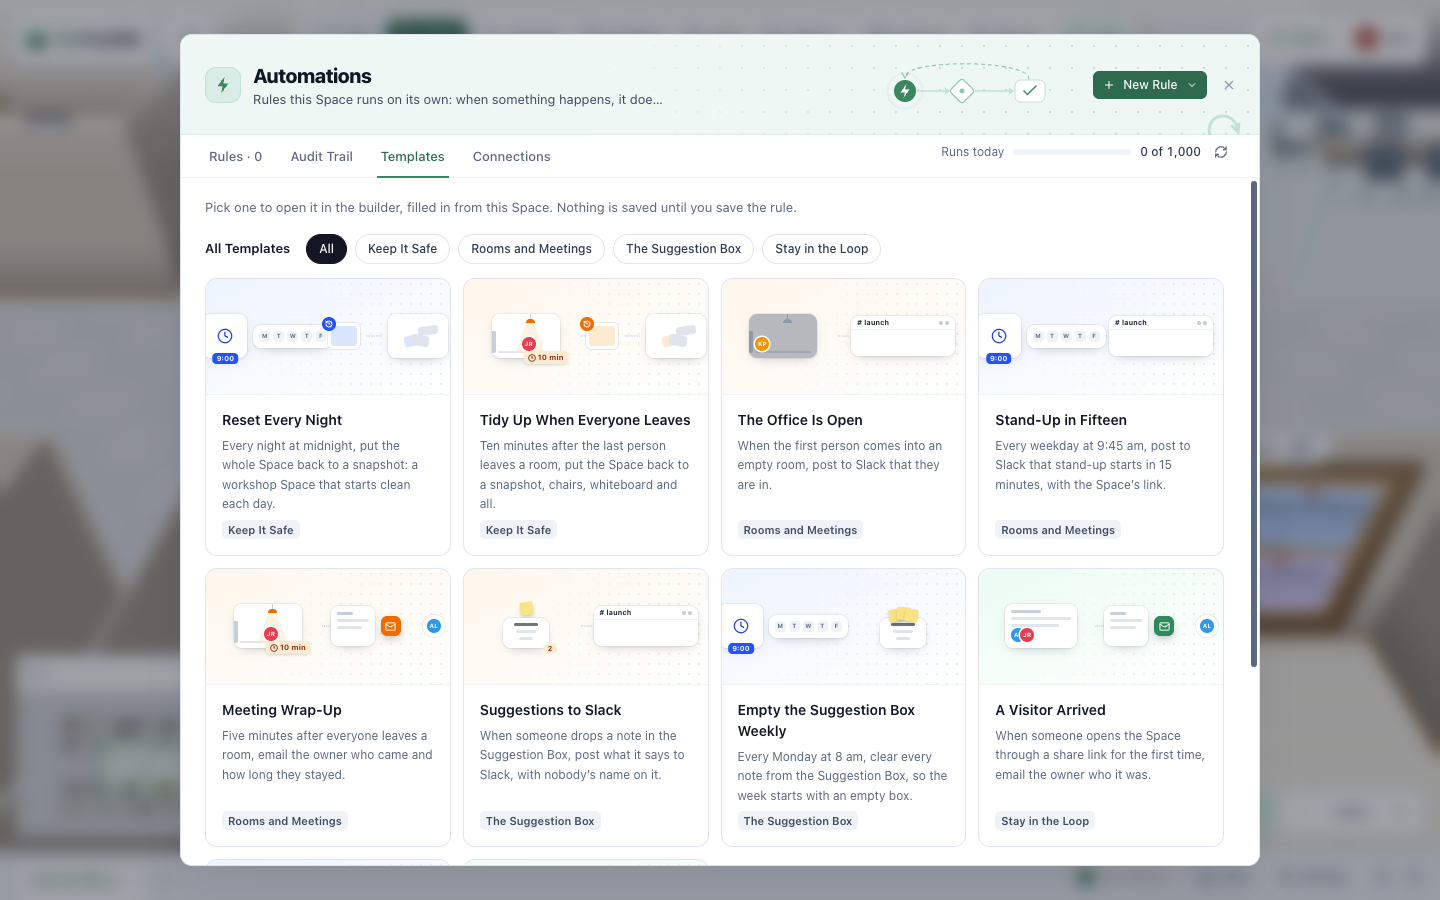 Automations
Rules this Space runs on its own: when something happens, it doe...
New Rule
Rules · 0
Audit Trail
Templates
Connections
Runs today
0 of 1,000
Pick one to open it in the builder, filled in from this Space. Nothing is saved until you save the rule.
All Templates
All
Keep It Safe
Rooms and Meetings
The Suggestion Box
Stay in the Loop
9:00
M T W T F
Reset Every Night
Every night at midnight, put the
whole Space back to a snapshot: a
workshop Space that starts clean
each day.
Keep It Safe
JR
10 min
Tidy Up When Everyone Leaves
Ten minutes after the last person
leaves a room, put the Space back to
a snapshot, chairs, whiteboard and
all.
Keep It Safe
KP
# launch
The Office Is Open
When the first person comes into an
empty room, post to Slack that they
are in.
Rooms and Meetings
9:00
M T W T F
# launch
Stand-Up in Fifteen
Every weekday at 9:45 am, post to
Slack that stand-up starts in 15
minutes, with the Space's link.
Rooms and Meetings
JR
10 min
AL
Meeting Wrap-Up
Five minutes after everyone leaves a
room, email the owner who came and
how long they stayed.
Rooms and Meetings
2
# launch
Suggestions to Slack
When someone drops a note in the
Suggestion Box, post what it says to
Slack, with nobody's name on it.
The Suggestion Box
9:00
M T W T F
Empty the Suggestion Box
Weekly
Every Monday at 8 am, clear every
note from the Suggestion Box, so the
week starts with an empty box.
The Suggestion Box
JR
AL
A Visitor Arrived
When someone opens the Space
through a share link for the first time,
email the owner who it was.
Stay in the Loop